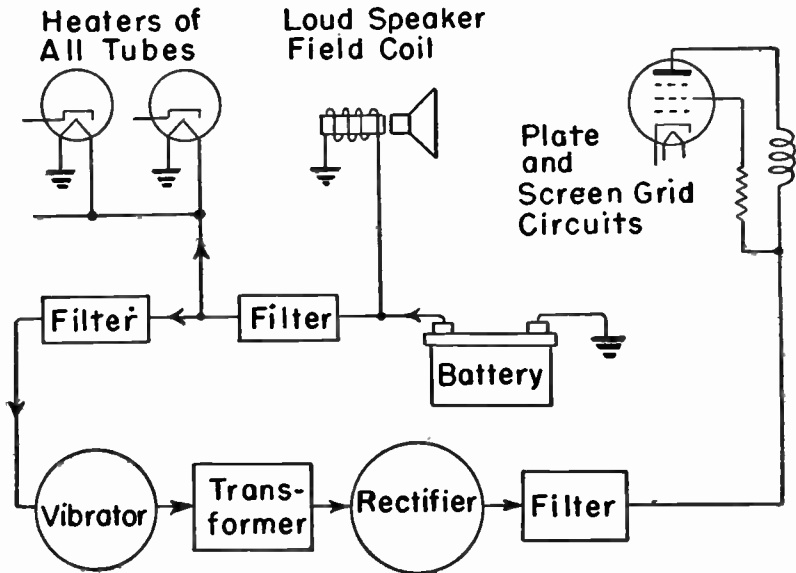 Heaters of
All Tubes
Loud Speaker
Field Coil
Plate
and
Screen Grid
Circuits
Filter
Filter
Battery
Vibrator
Trans-
former
Rectifier
Filter